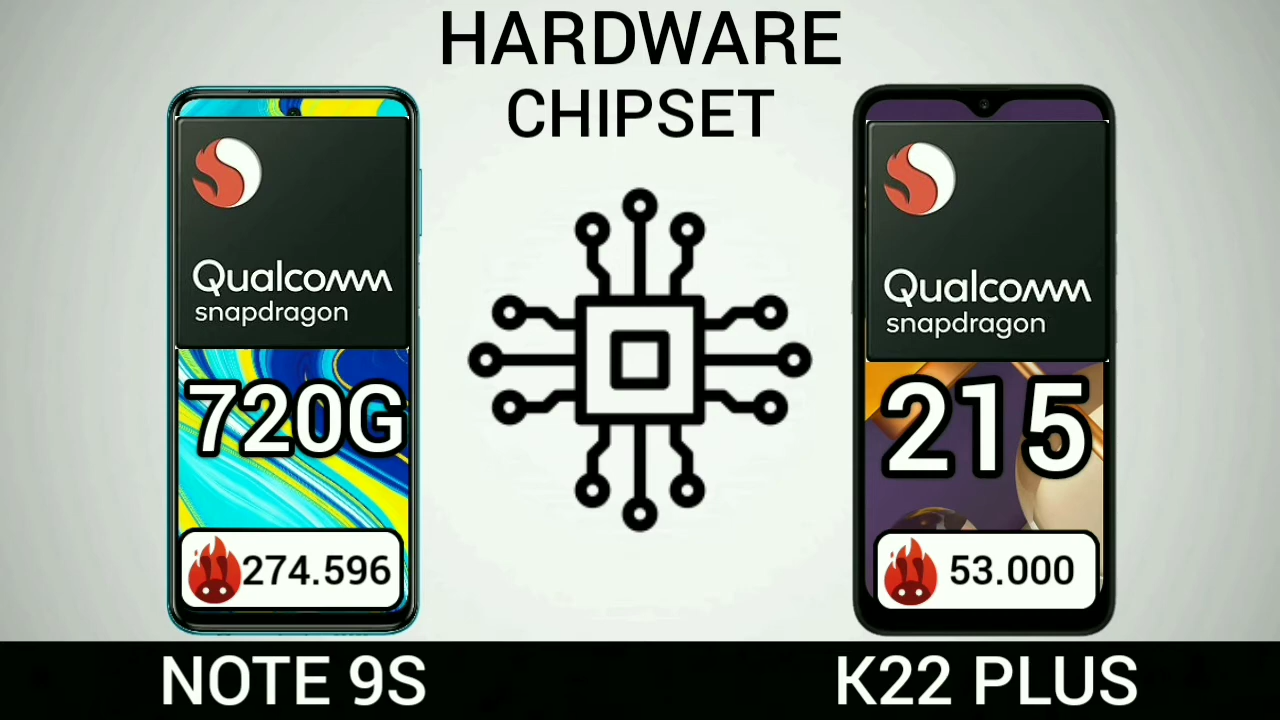 HARDWARE
CHIPSET
Qualcomm
snapdragon
720G
274.596
NOTE 9S
Qualcomm
snapdragon
215
53.000
K22 PLUS